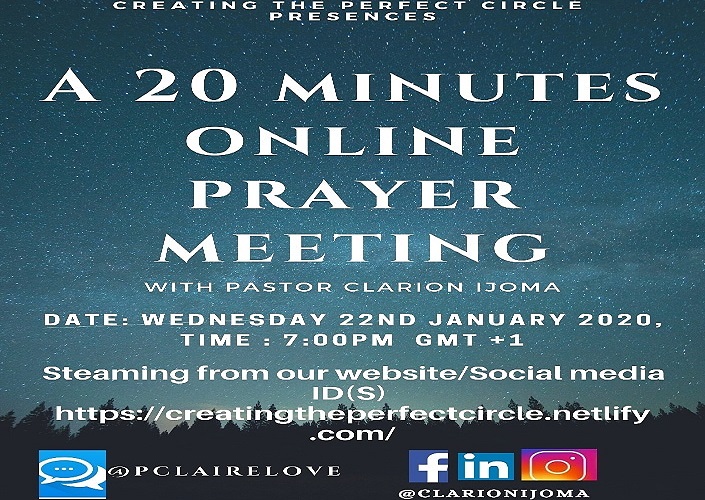 CREATING THE PERFECT CIRCLE
PRESENCES
A 20 MINUTES
ONLINE
PRAYER
MEETING
WITH PASTOR CLARION IJOMA
DATE: WEDNESDAY 22ND JANUARY 2020,
TIME : 7:00PM GMT +1
Steaming from our website/Social media
ID(S)
https://creatingtheperfectcircle.netlify
.com/
@PCLAIRELOVE
f in
@CLARIONIJOMA